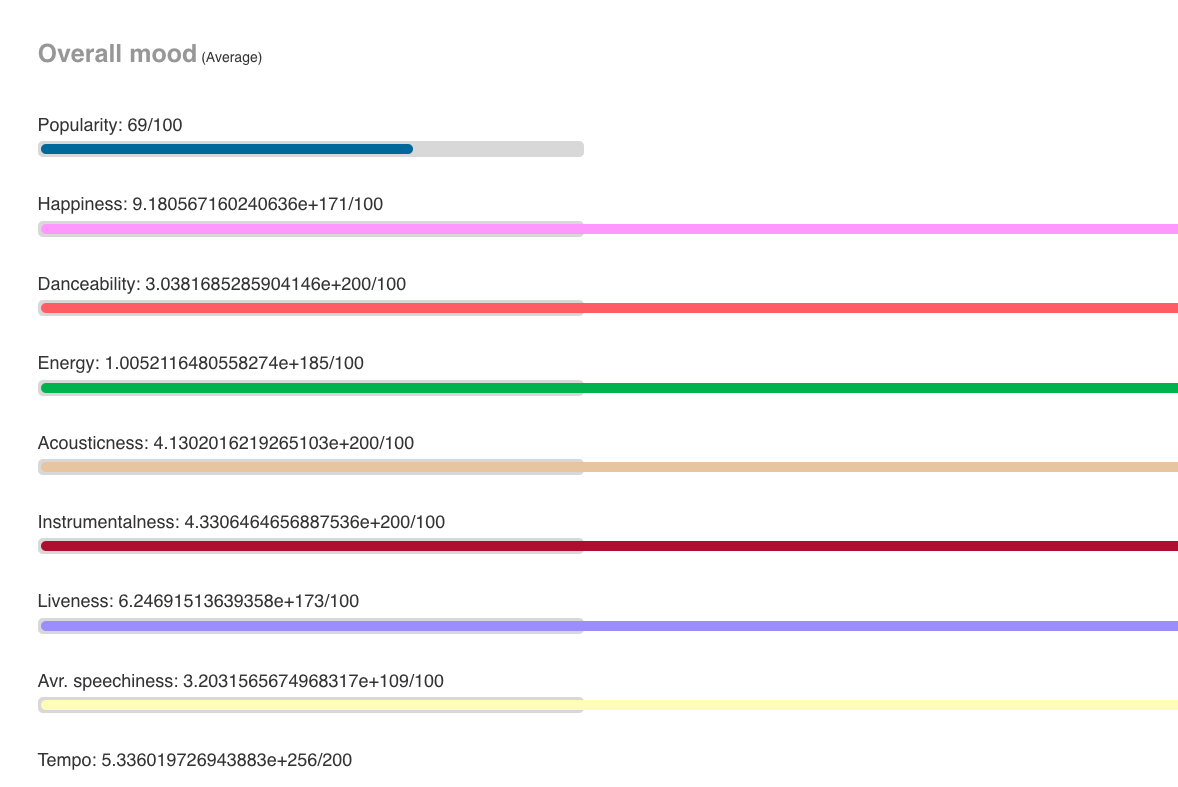 Overall mood (Average)
Popularity: 69/100
Happiness: 9.180567160240636e+171/100
Danceability: 3.0381685285904146e+200/100
Energy: 1.0052116480558274e+185/100
Acousticness: 4.1302016219265103e+200/100
Instrumentalness: 4.3306464656887536e+200/100
Liveness: 6.24691513639358e+173/100
Avr. speechiness: 3.2031565674968317e+109/100
Tempo: 5.336019726943883e+256/200